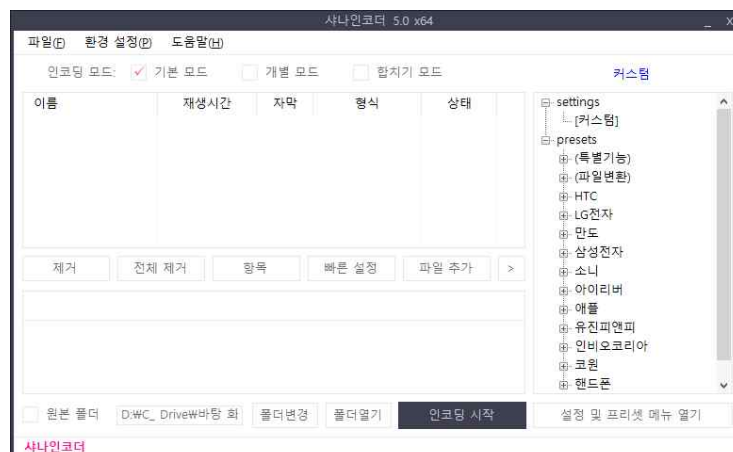 샤나인코더 5.0 x64
_ X
파일(F) 환경 설정(P) 도움말(H)
인코딩 모드: 기본 모드 개별 모드 합치기 모드
커스텀
이름 재생시간 자막 형식 상태
settings
[커스텀]
presets
(특별기능)
(파일변환)
HTC
LG전자
만도
삼성전자
소니
아이리버
애플
유진피앤피
인비오코리아
코원
핸드폰
제거 전체 제거 항목 빠른 설정 파일 추가 >
원본 폴더 D:₩C_ Drive₩바탕 화 폴더변경 폴더열기 인코딩 시작 설정 및 프리셋 메뉴 열기
샤나인코더